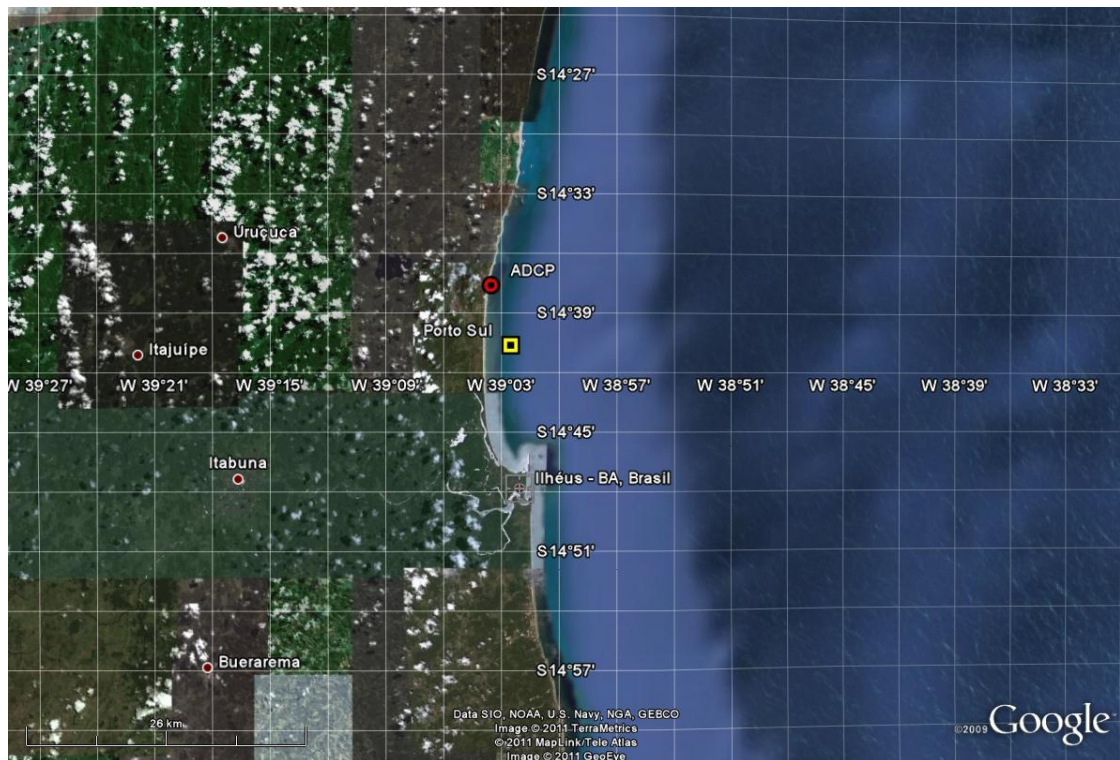 S14°27'
S14°33'
Uruçuca
ADCP
S14°39'
Porto Sul
Itajuípe
W 39°27' W 39°21' W 39°15' W 39°09' W 39°03' W 38°57' W 38°51' W 38°45' W 38°39' W 38°33'
S14°45'
Itabuna
Ilhéus - BA, Brasil
S14°51'
S14°57'
Buerarema
26 km
Data SIO, NOAA, U.S. Navy, NGA, GEBCO
Image © 2011 TerraMetrics
© 2011 MapLink/Tele Atlas
Image © 2011 GeoEye
©2009 Google